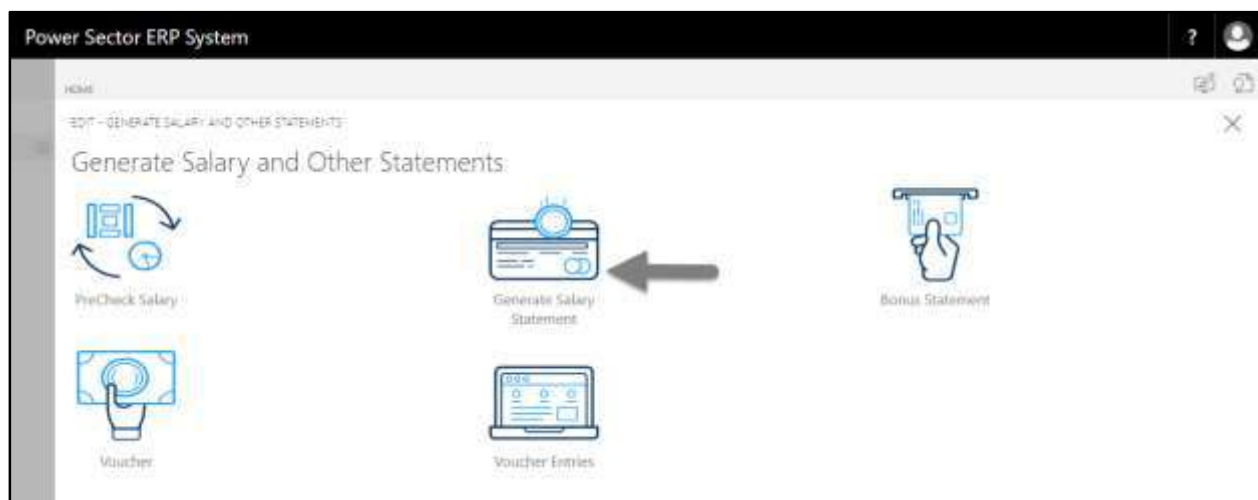 Power Sector ERP System
?
HOME
EDIT - GENERATE SALARY AND OTHER STATEMENTS
Generate Salary and Other Statements
PreCheck Salary
Generate Salary
Statement
Bonus Statement
Voucher
Voucher Entries